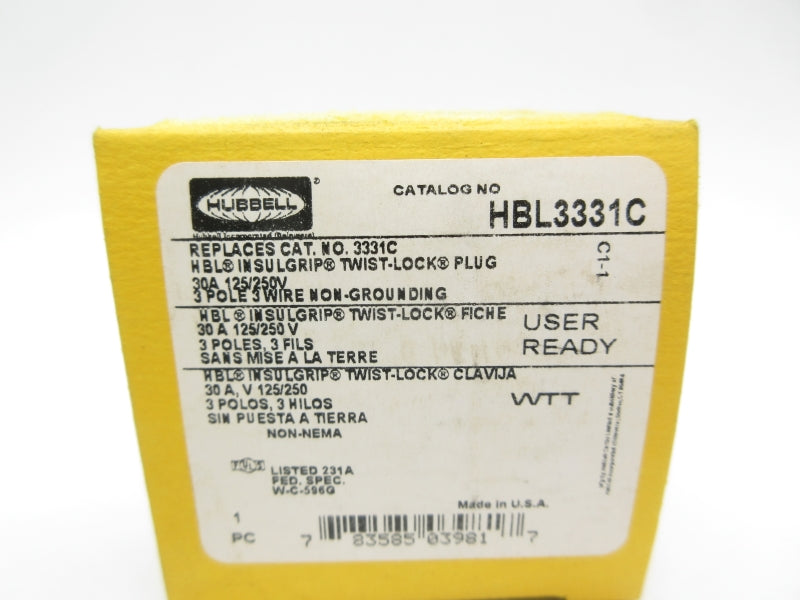 HUBBELL
®
CATALOG NO
HBL3331C
REPLACES CAT. NO. 3331C
HBL® INSULGRIP® TWIST-LOCK® PLUG
30A 125/250V
3 POLE 3 WIRE NON-GROUNDING
C1-1
HBL® INSULGRIP® TWIST-LOCK® FICHE
30 A 125/250 V
3 POLES, 3 FILS
SANS MISE A LA TERRE
USER
READY
HBL® INSULGRIP® TWIST-LOCK® CLAVIJA
30 A, V 125/250
3 POLOS, 3 HILOS
SIN PUESTA A TIERRA
NON-NEMA
WTT
LISTED 231A
FED. SPEC.
W-C-596G
Made in U.S.A.
1
PC
7 83585 03981 7